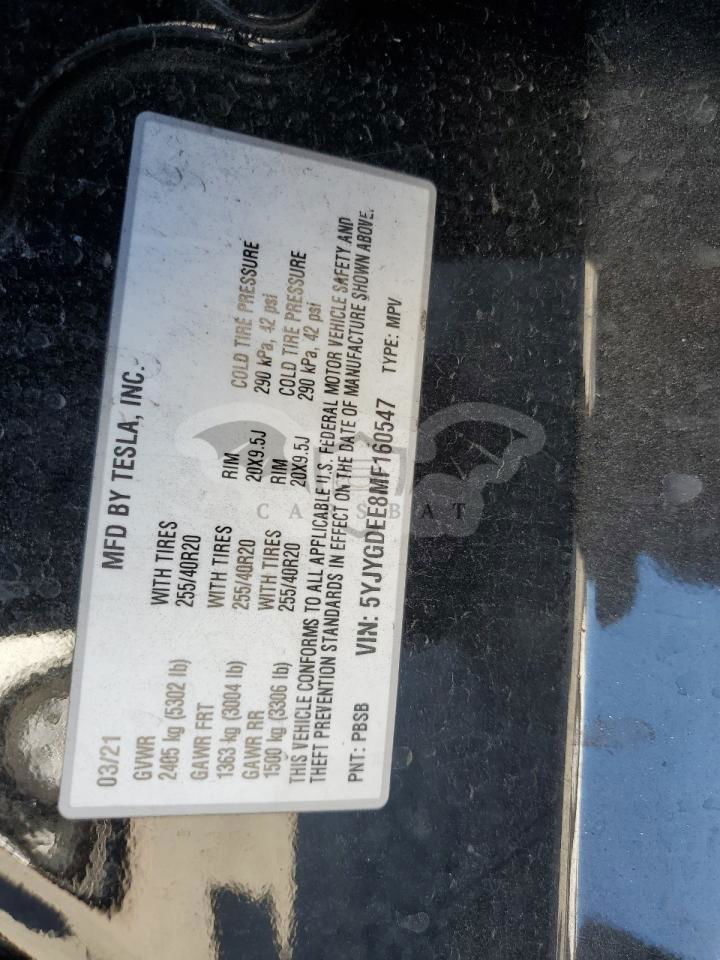 MFD BY TESLA, INC.
03/21
GVWR
2405 kg (5302 lb)
WITH TIRES
255/40R20
GAWR FRT
1363 kg (3004 lb)
WITH TIRES
255/40R20
RIM
20X9.5J
COLD TIRE PRESSURE
290 kPa, 42 psi
GAWR RR
1500 kg (3306 lb)
WITH TIRES
255/40R20
RIM
20X9.5J
COLD TIRE PRESSURE
290 kPa, 42 psi
THIS VEHICLE CONFORMS TO ALL APPLICABLE U.S. FEDERAL MOTOR VEHICLE SAFETY AND
THEFT PREVENTION STANDARDS IN EFFECT ON THE DATE OF MANUFACTURE SHOWN ABOVE.
PNT: PBSB VIN: 5YJYGDEE8MF160547 TYPE: MPV
CARSBAT